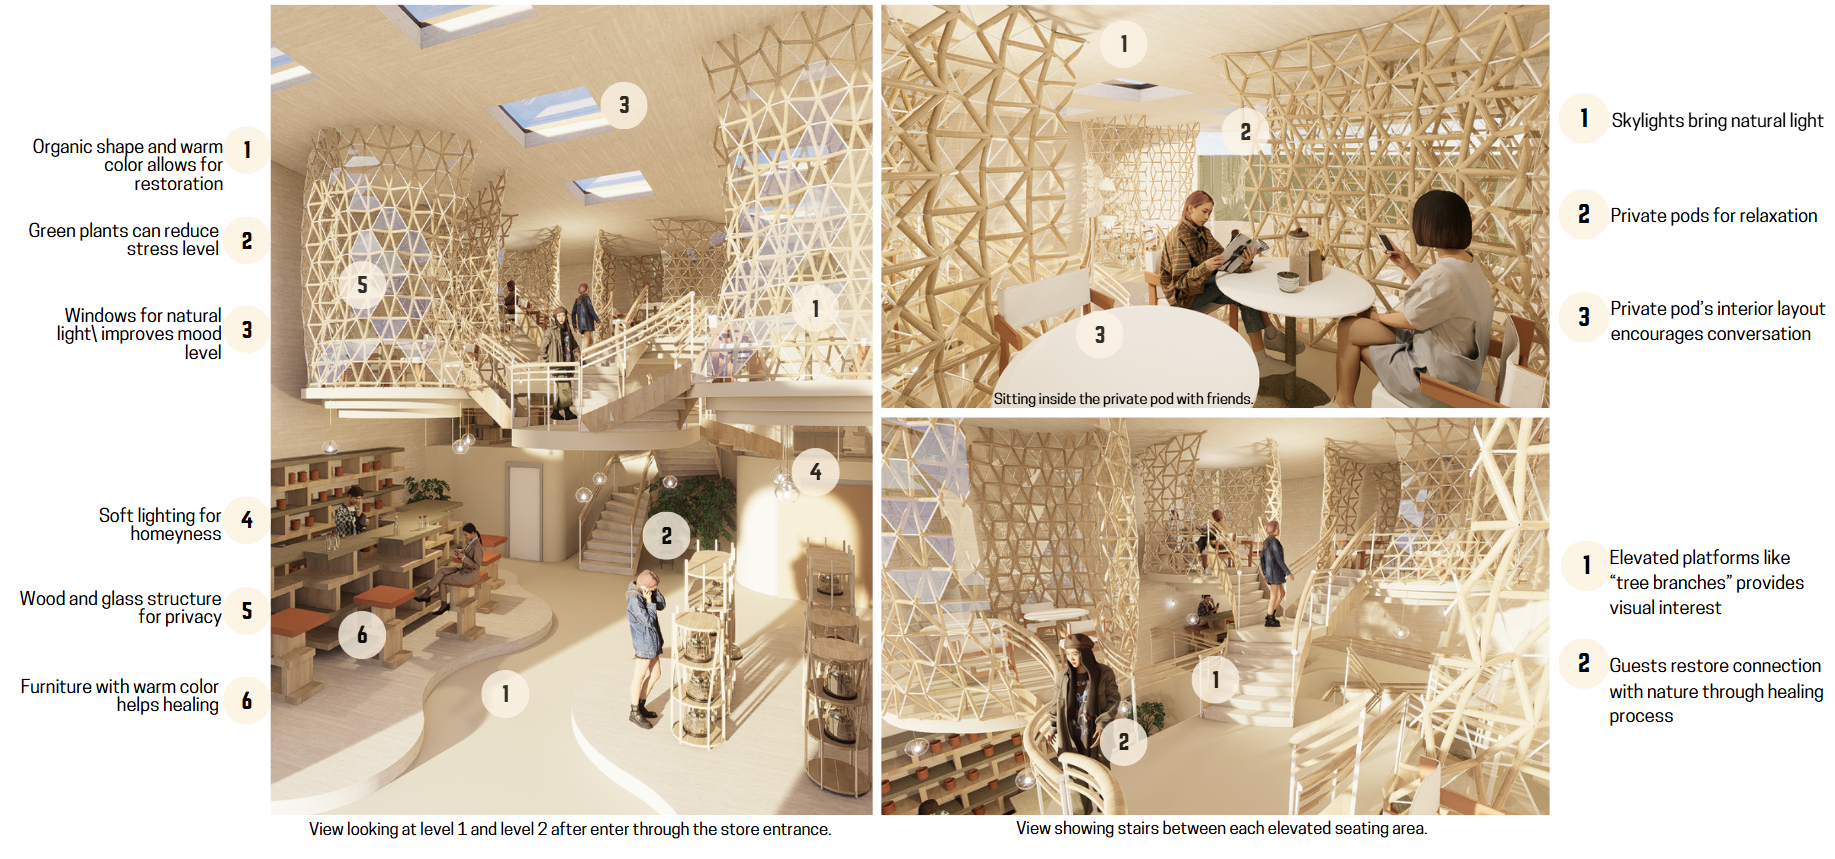 Organic shape and warm
color allows for
restoration
1
Green plants can reduce
stress level
2
Windows for natural
light\ improves mood
level
3
Soft lighting for
homeyness
4
Wood and glass structure
for privacy
5
Furniture with warm color
helps healing
6
3
5
1
4
2
6
1
View looking at level 1 and level 2 after enter through the store entrance.
1
2
3
Sitting inside the private pod with friends.
1
Skylights bring natural light
2
Private pods for relaxation
3
Private pod's interior layout
encourages conversation
1
2
View showing stairs between each elevated seating area.
1
Elevated platforms like
“tree branches” provides
visual interest
2
Guests restore connection
with nature through healing
process